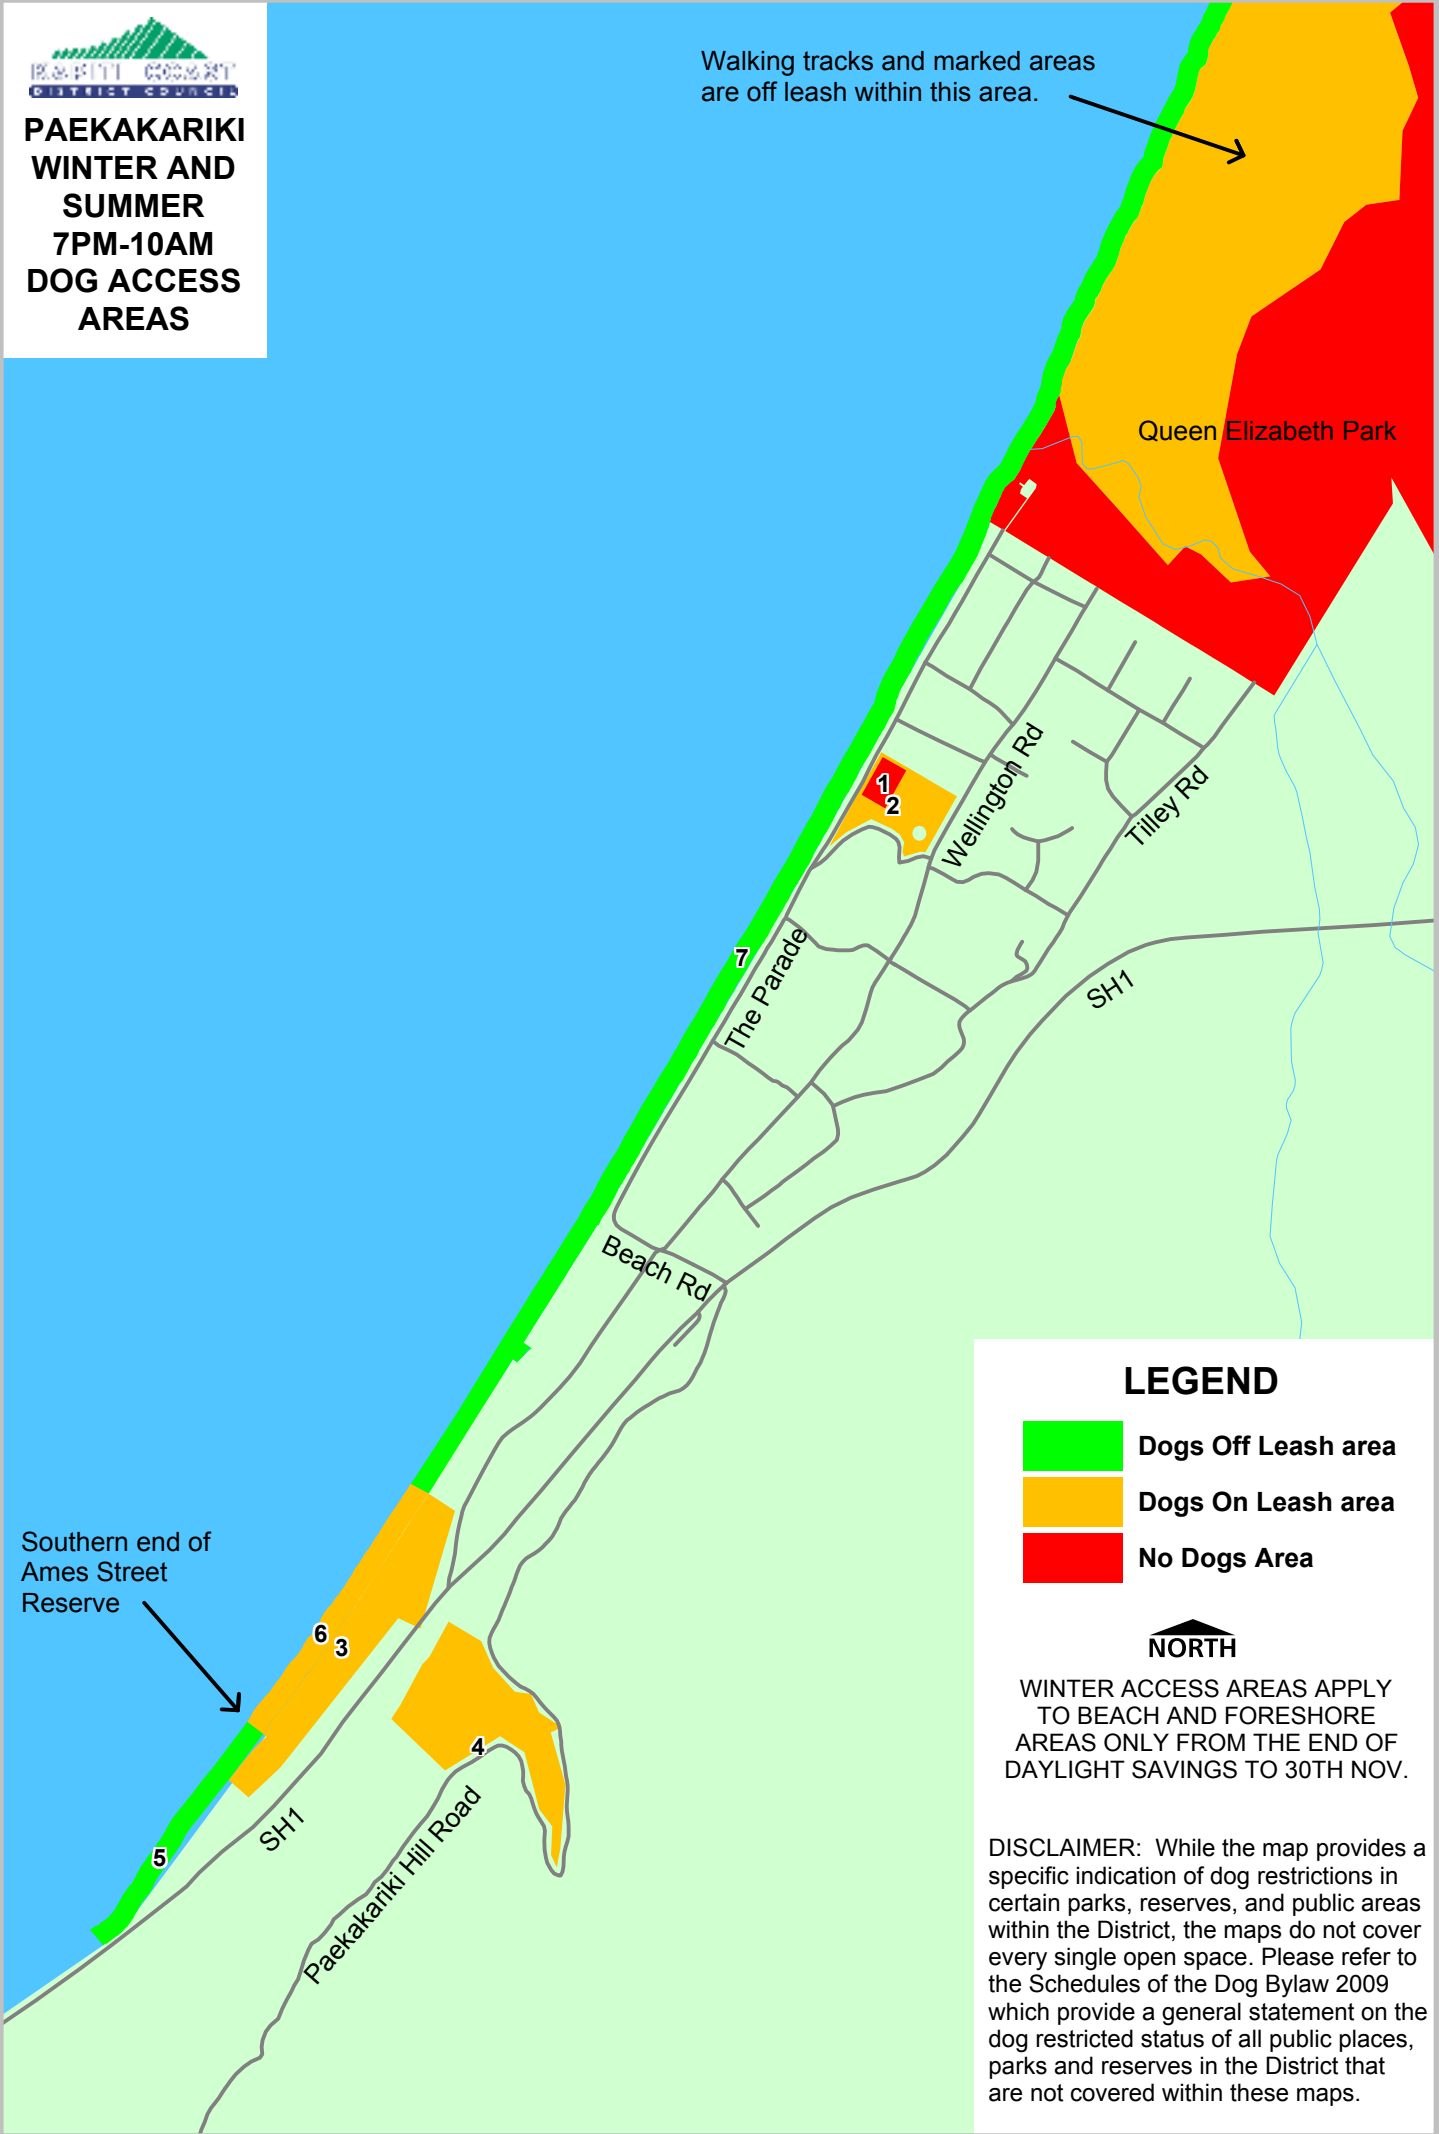 KAPITI COAST
DISTRICT COUNCIL
PAEKAKARIKI
WINTER AND
SUMMER
7PM-10AM
DOG ACCESS
AREAS
Walking tracks and marked areas
are off leash within this area.
Queen Elizabeth Park
1
2
Wellington Rd
Tilley Rd
7
The Parade
SH1
Beach Rd
Southern end of
Ames Street
Reserve
6
3
4
5
SH1
Paekakariki Hill Road
LEGEND
Dogs Off Leash area
Dogs On Leash area
No Dogs Area
NORTH
WINTER ACCESS AREAS APPLY
TO BEACH AND FORESHORE
AREAS ONLY FROM THE END OF
DAYLIGHT SAVINGS TO 30TH NOV.
DISCLAIMER: While the map provides a
specific indication of dog restrictions in
certain parks, reserves, and public areas
within the District, the maps do not cover
every single open space. Please refer to
the Schedules of the Dog Bylaw 2009
which provide a general statement on the
dog restricted status of all public places,
parks and reserves in the District that
are not covered within these maps.